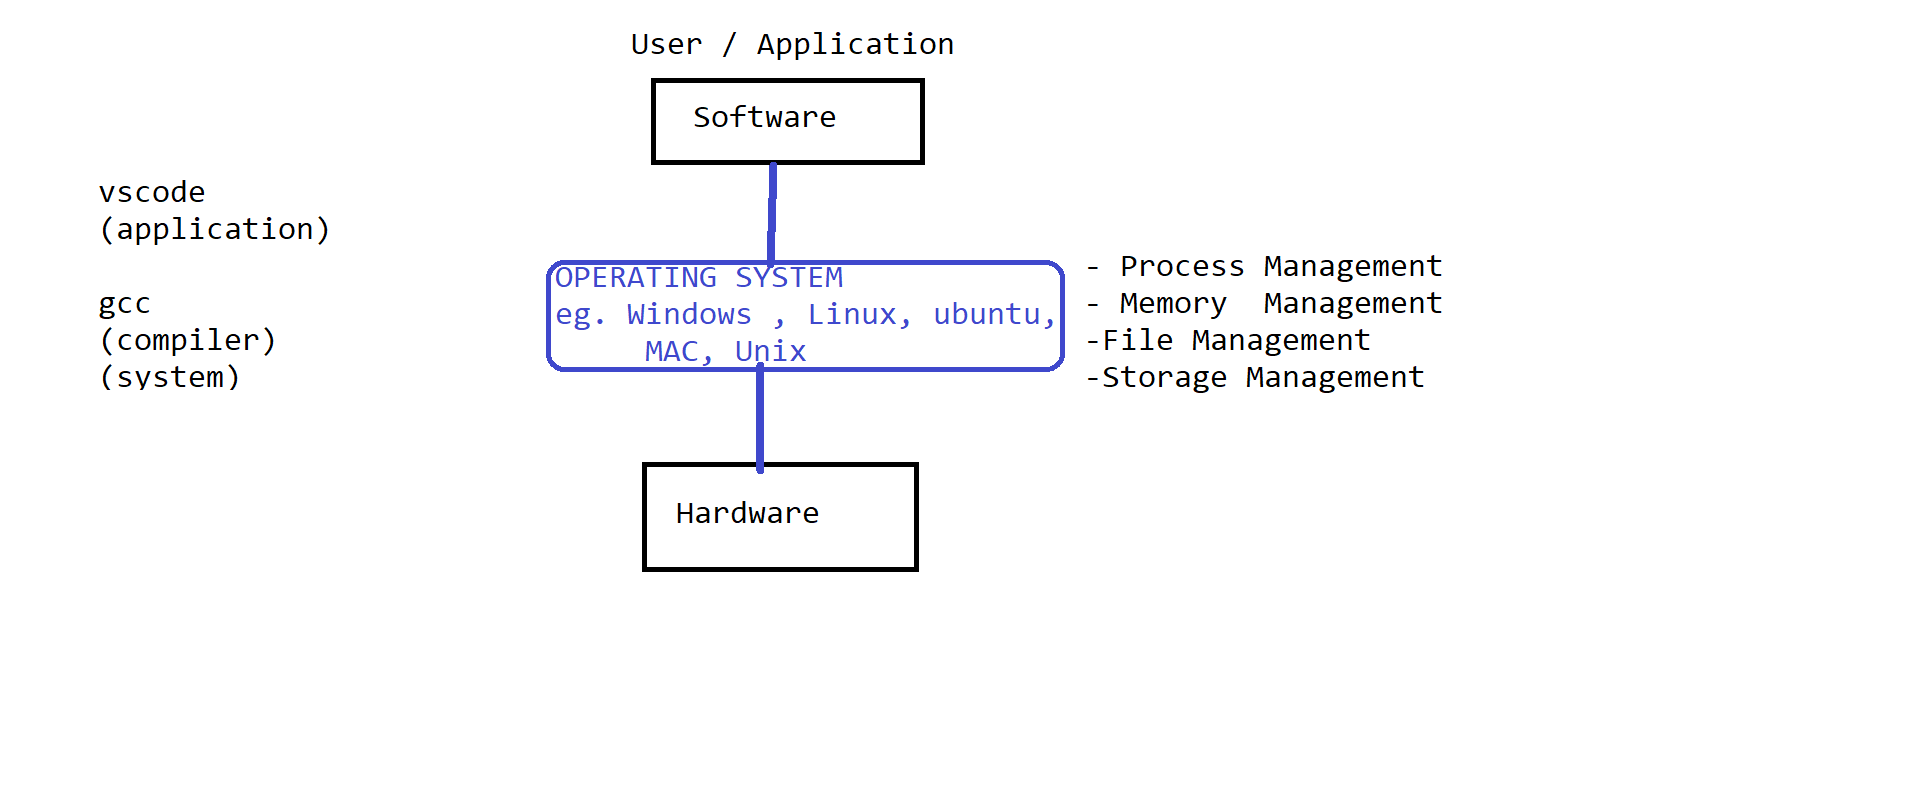 User / Application
Software
vscode
(application)
gcc
(compiler)
(system)
OPERATING SYSTEM
eg. Windows , Linux, ubuntu,
MAC, Unix
- Process Management
- Memory  Management
-File Management
-Storage Management
Hardware